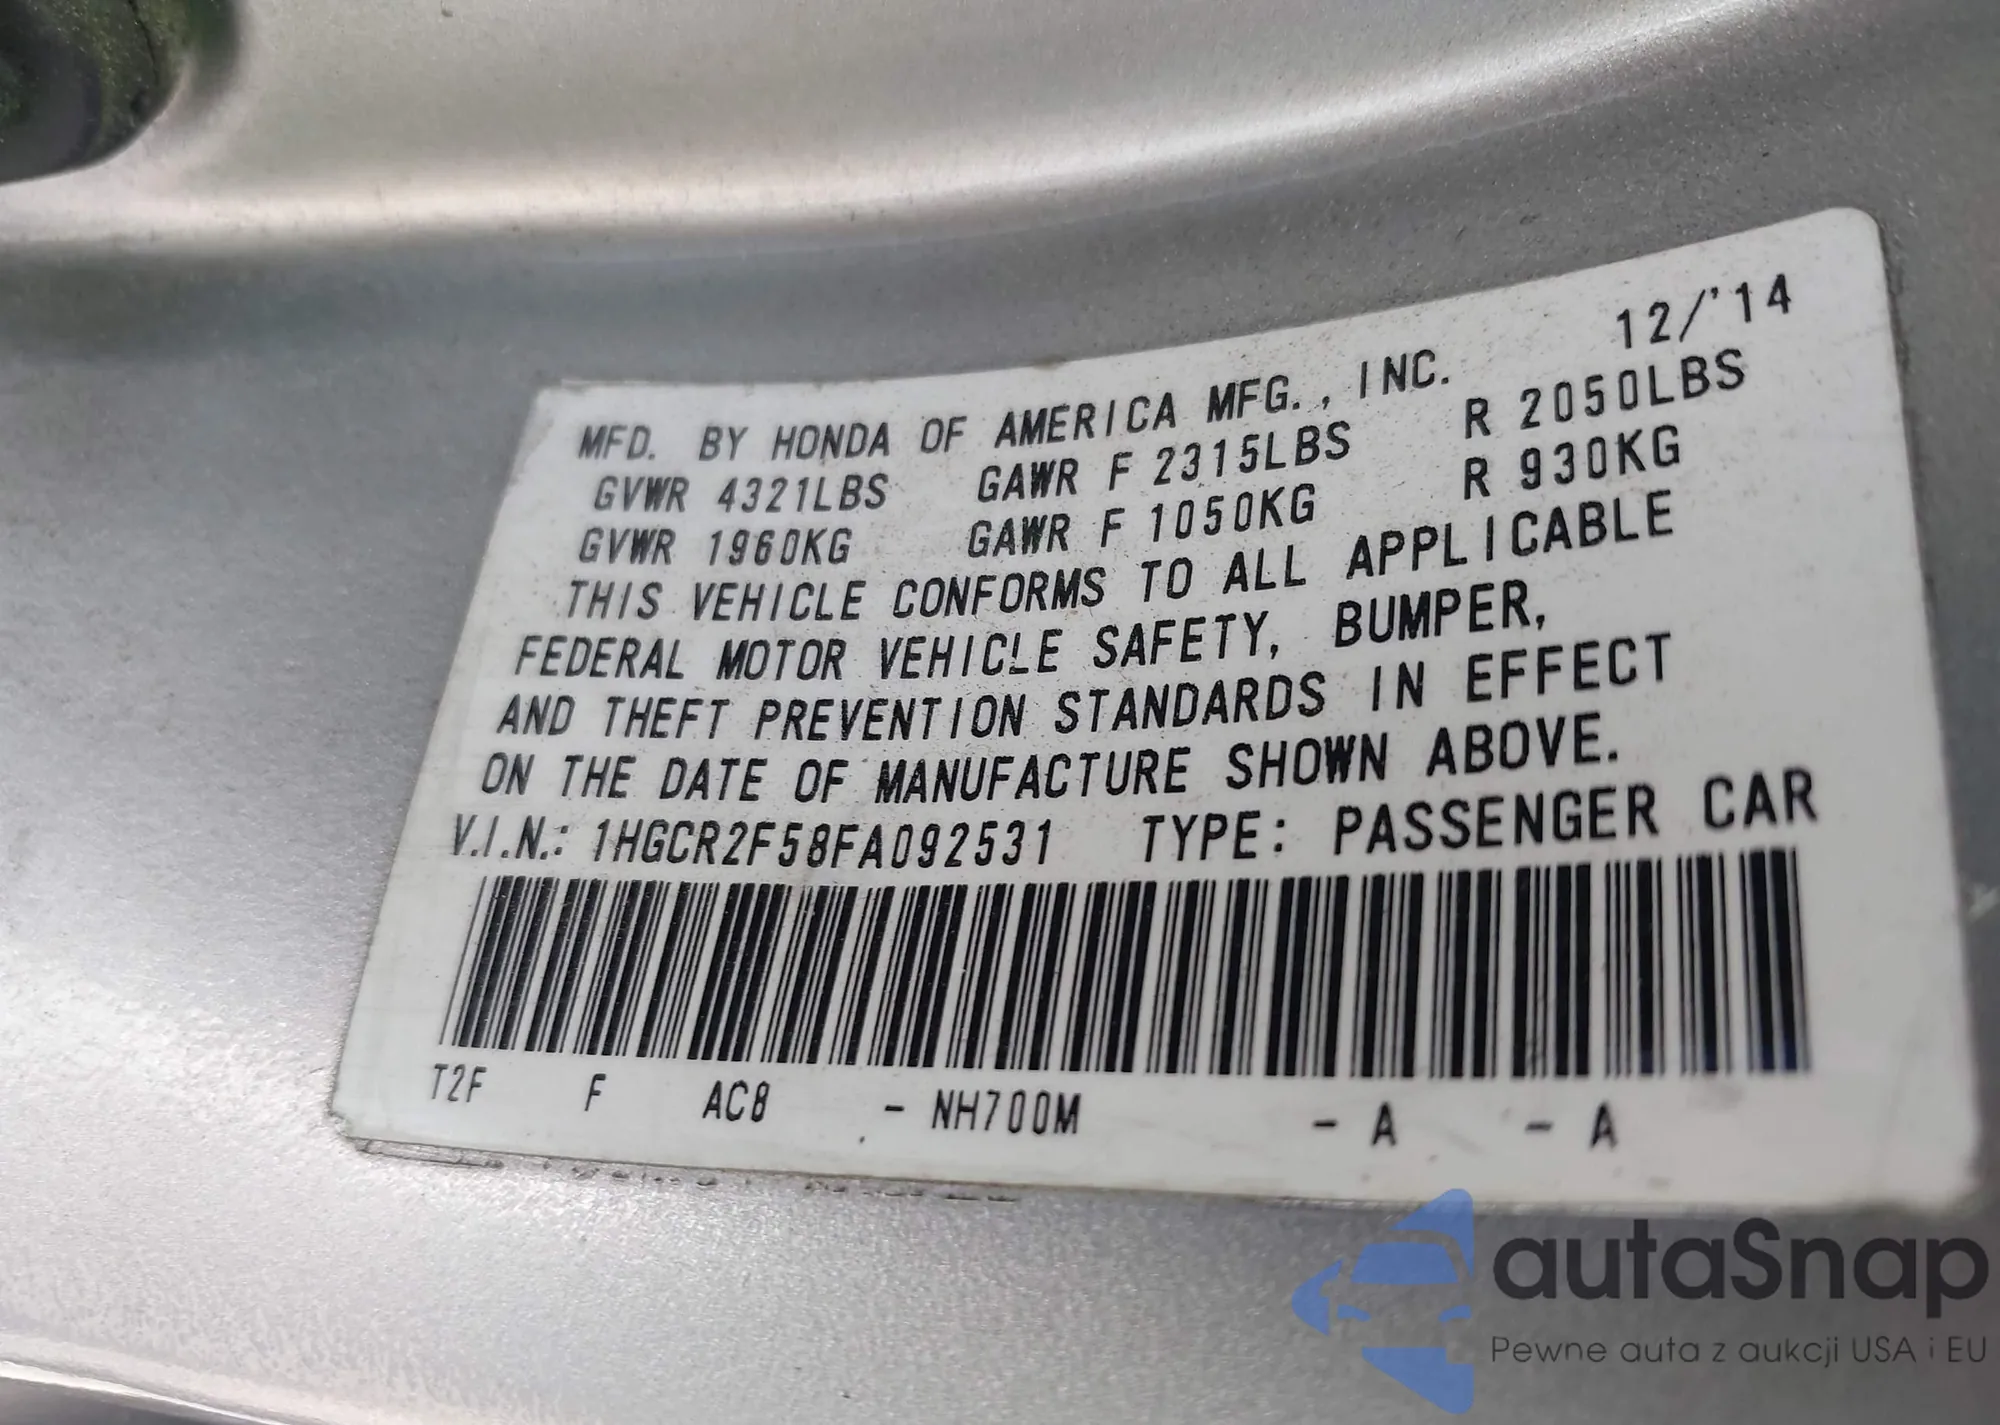 12/'14
MFD. BY HONDA OF AMERICA MFG., INC.
GVWR 4321LBS GAWR F 2315LBS R 2050LBS
GVWR 1960KG GAWR F 1050KG R 930KG
THIS VEHICLE CONFORMS TO ALL APPLICABLE
FEDERAL MOTOR VEHICLE SAFETY, BUMPER,
AND THEFT PREVENTION STANDARDS IN EFFECT
ON THE DATE OF MANUFACTURE SHOWN ABOVE.
V.I.N.: 1HGCR2F58FA092531 TYPE: PASSENGER CAR
T2F F AC8 - NH700M - A - A
autaSnap
Pewne auta z aukcji USA i EU